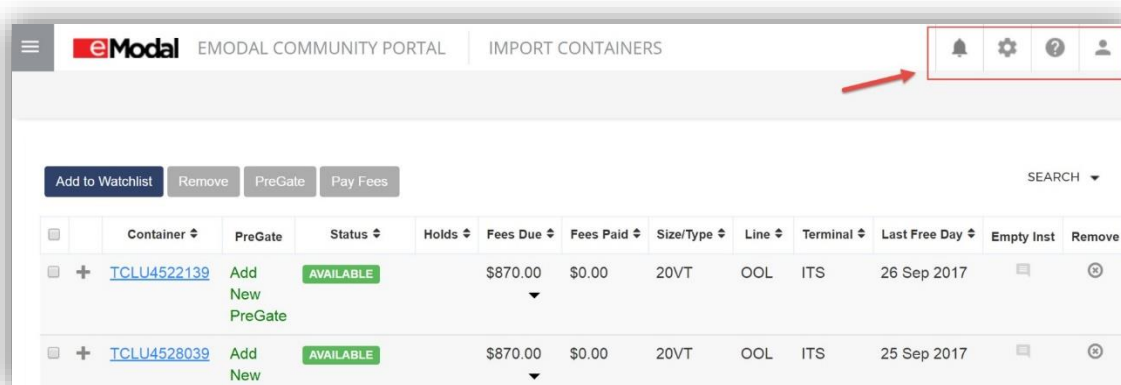 eModal EMODAL COMMUNITY PORTAL IMPORT CONTAINERS
Add to Watchlist Remove PreGate Pay Fees SEARCH
Container PreGate Status Holds Fees Due Fees Paid Size/Type Line Terminal Last Free Day Empty Inst Remove
TCLU4522139 Add New PreGate AVAILABLE $870.00 $0.00 20VT OOL ITS 26 Sep 2017
TCLU4528039 Add New AVAILABLE $870.00 $0.00 20VT OOL ITS 25 Sep 2017